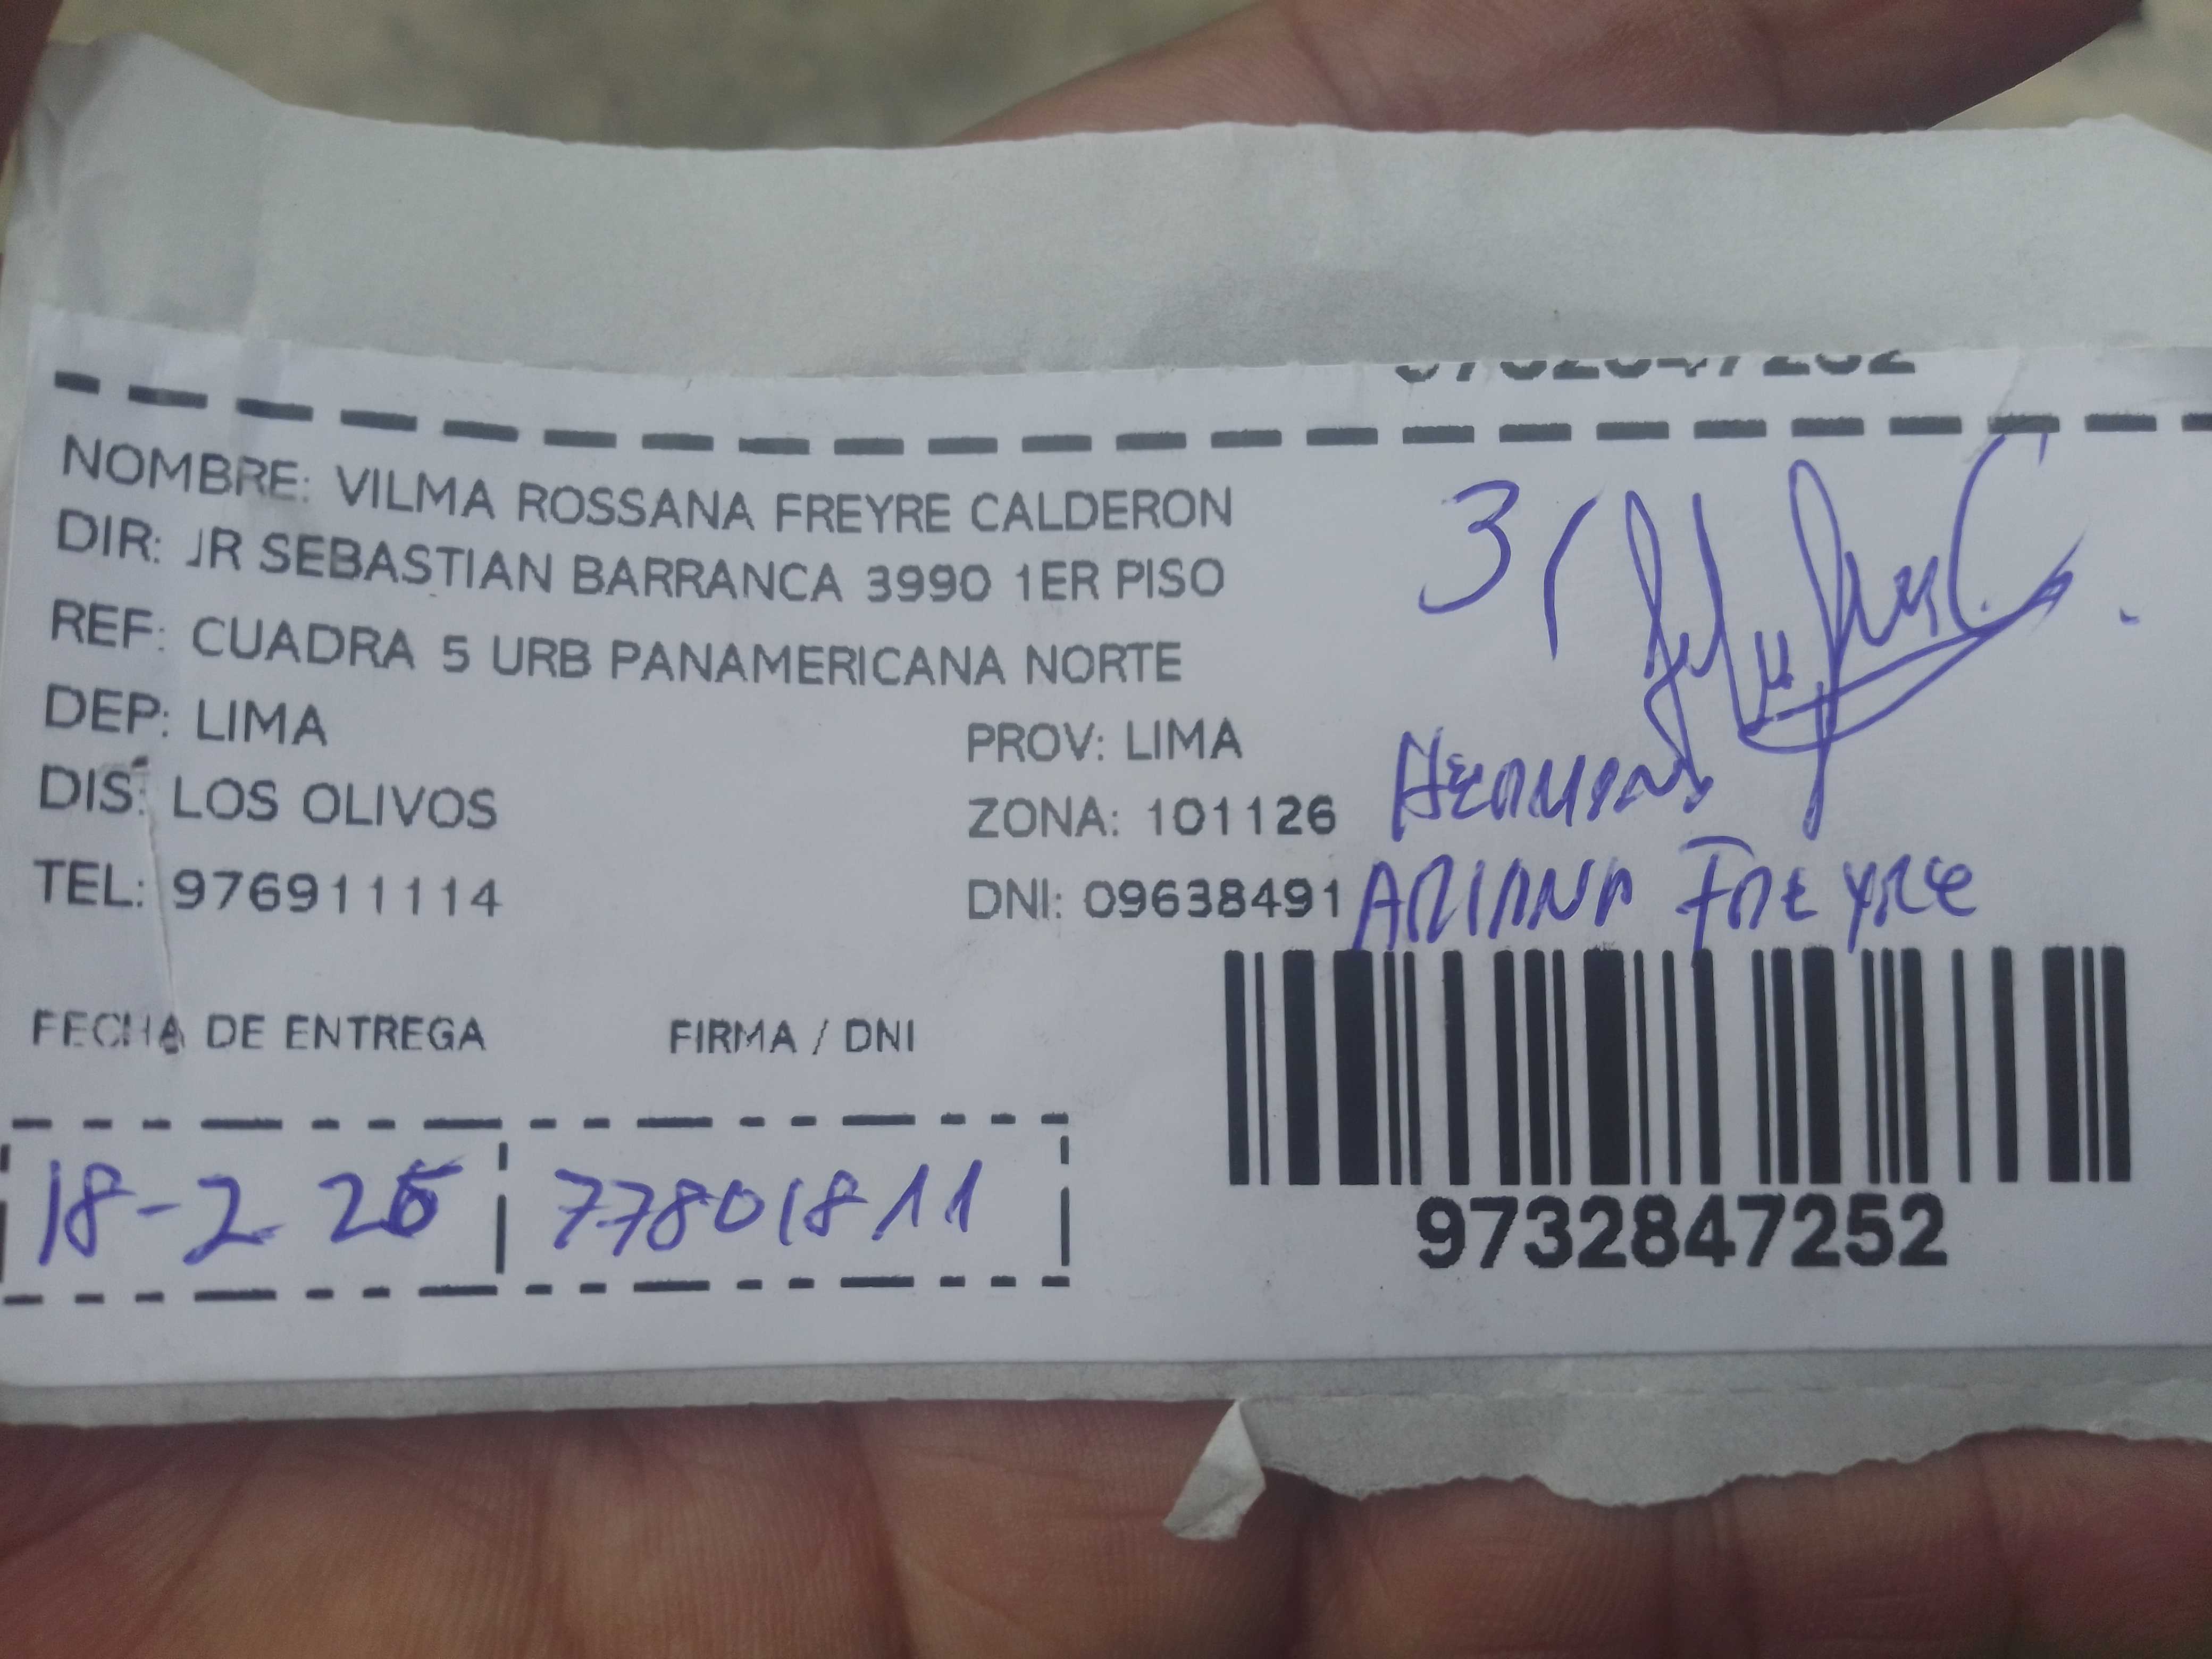 NOMBRE: VILMA ROSSANA FREYRE CALDERON
DIR: JR SEBASTIAN BARRANCA 3990 1ER PISO
REF: CUADRA 5 URB PANAMERICANA NORTE
DEP: LIMA PROV: LIMA
DIS: LOS OLIVOS ZONA: 101126
TEL: 976911114 DNI: 09638491
ARIANA FREYRE
FECHA DE ENTREGA FIRMA / DNI
18-2 25 77801811
9732847252